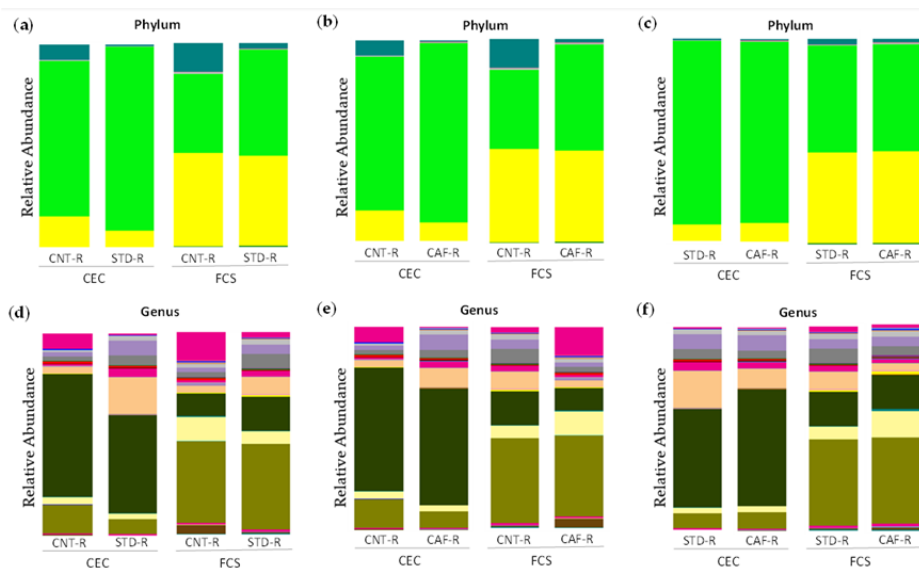 (a)
Phylum
Relative Abundance
CNT-R STD-R CNT-R STD-R
CEC FCS
(b)
Phylum
Relative Abundance
CNT-R CAF-R CNT-R CAF-R
CEC FCS
(c)
Phylum
Relative Abundance
STD-R CAF-R STD-R CAF-R
CEC FCS
(d)
Genus
Relative Abundance
CNT-R STD-R CNT-R STD-R
CEC FCS
(e)
Genus
Relative Abundance
CNT-R CAF-R CNT-R CAF-R
CEC FCS
(f)
Genus
Relative Abundance
STD-R CAF-R STD-R CAF-R
CEC FCS